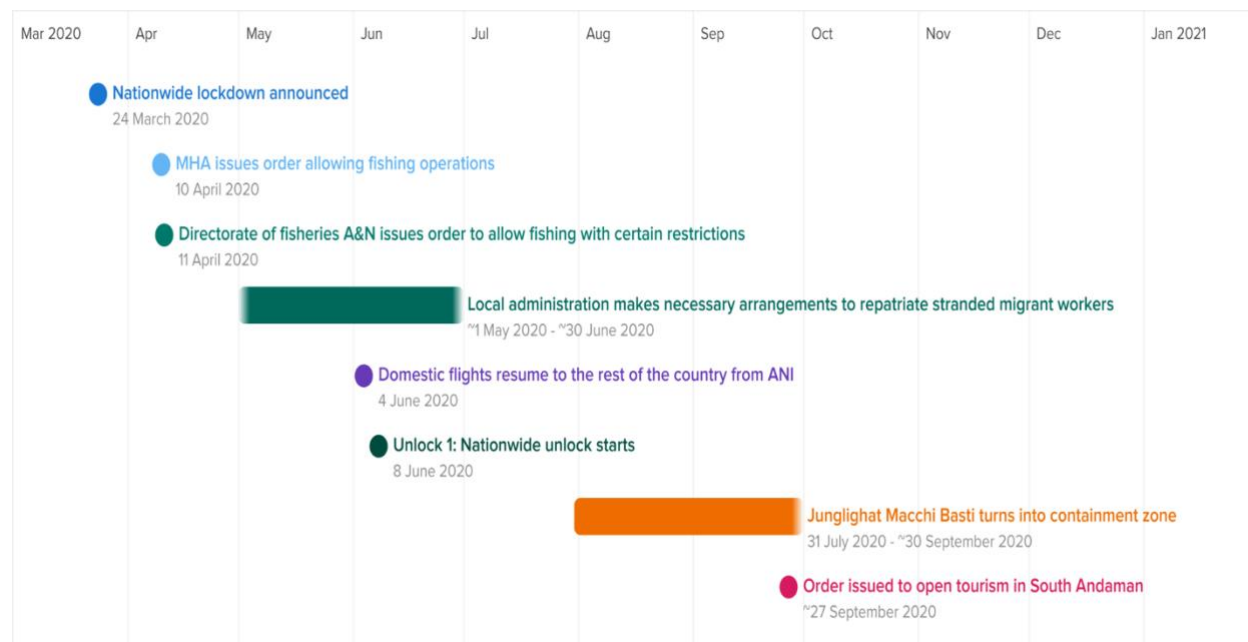 Mar 2020 Apr May Jun Jul Aug Sep Oct Nov Dec Jan 2021
Nationwide lockdown announced
24 March 2020
MHA issues order allowing fishing operations
10 April 2020
Directorate of fisheries A&N issues order to allow fishing with certain restrictions
11 April 2020
Local administration makes necessary arrangements to repatriate stranded migrant workers
~1 May 2020 - ~30 June 2020
Domestic flights resume to the rest of the country from ANI
4 June 2020
Unlock 1: Nationwide unlock starts
8 June 2020
Junglighat Macchi Basti turns into containment zone
31 July 2020 - ~30 September 2020
Order issued to open tourism in South Andaman
~27 September 2020